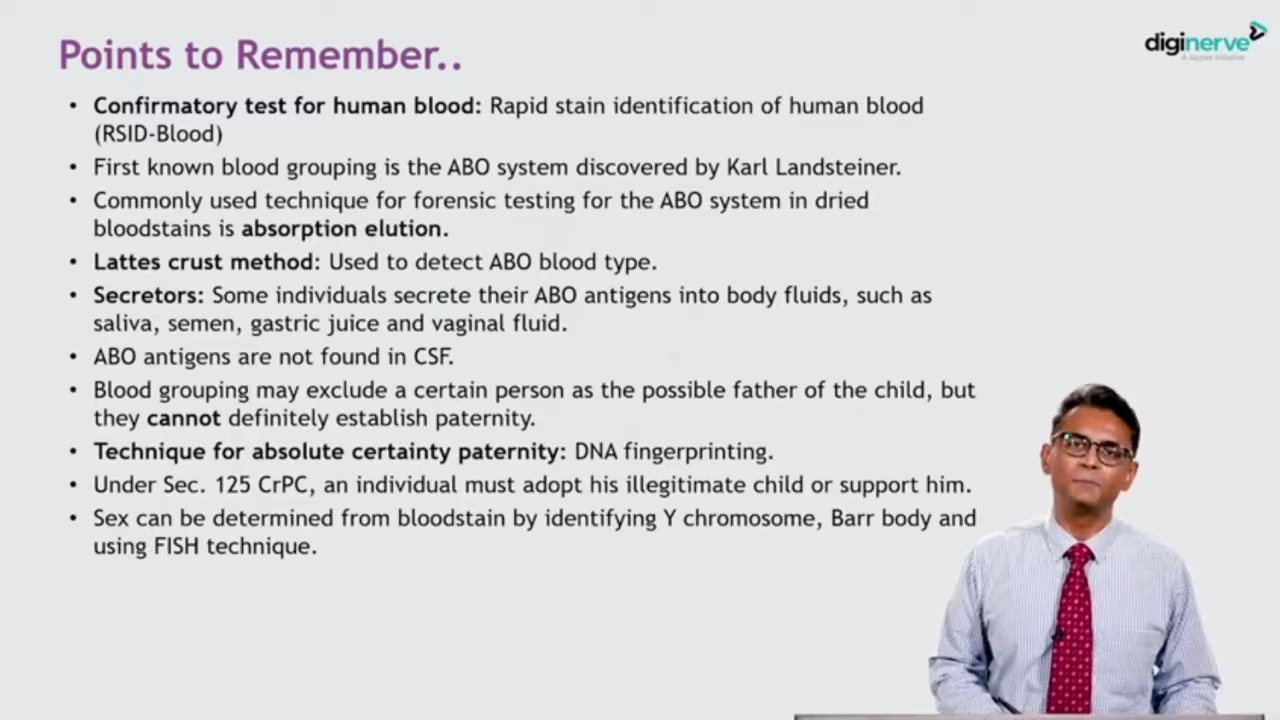 Points to Remember..
diginerve
A Jaypee Initiative
• Confirmatory test for human blood: Rapid stain identification of human blood
(RSID-Blood)
• First known blood grouping is the ABO system discovered by Karl Landsteiner.
• Commonly used technique for forensic testing for the ABO system in dried
bloodstains is absorption elution.
• Lattes crust method: Used to detect ABO blood type.
• Secretors: Some individuals secrete their ABO antigens into body fluids, such as
saliva, semen, gastric juice and vaginal fluid.
• ABO antigens are not found in CSF.
• Blood grouping may exclude a certain person as the possible father of the child, but
they cannot definitely establish paternity.
• Technique for absolute certainty paternity: DNA fingerprinting.
• Under Sec. 125 CrPC, an individual must adopt his illegitimate child or support him.
• Sex can be determined from bloodstain by identifying Y chromosome, Barr body and
using FISH technique.